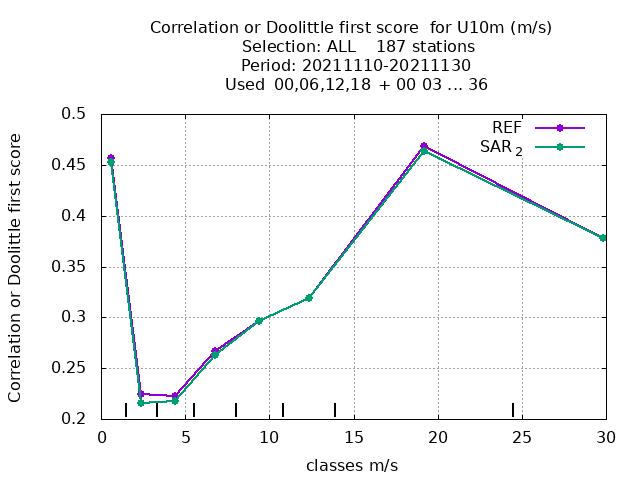 Correlation or Doolittle first score for U10m (m/s)
Selection: ALL 187 stations
Period: 20211110-20211130
Used 00,06,12,18 + 00 03 ... 36
Correlation or Doolittle first score
0.5
0.45
0.4
0.35
0.3
0.25
0.2
REF
SAR 2
0 5 10 15 20 25 30
classes m/s